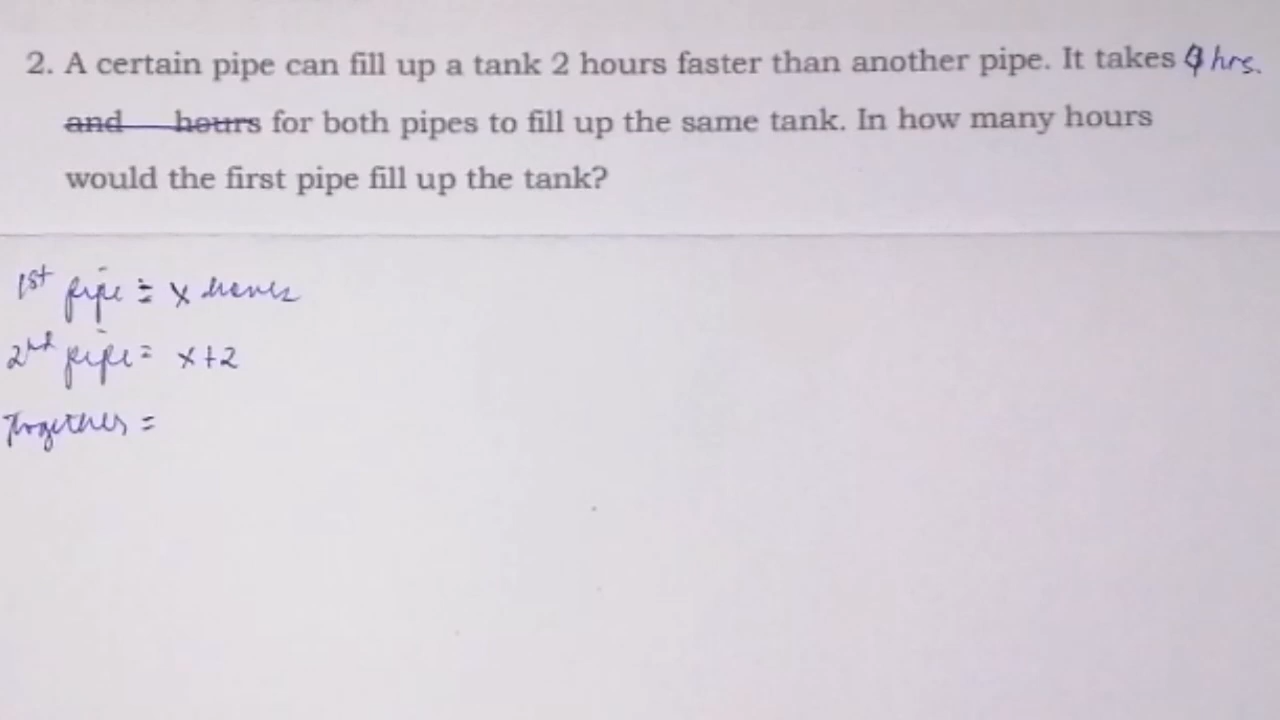 2. A certain pipe can fill up a tank 2 hours faster than another pipe. It takes 4 hrs.
and hours for both pipes to fill up the same tank. In how many hours
would the first pipe fill up the tank?
1st pipe = x hours
2nd pipe = x+2
Together =